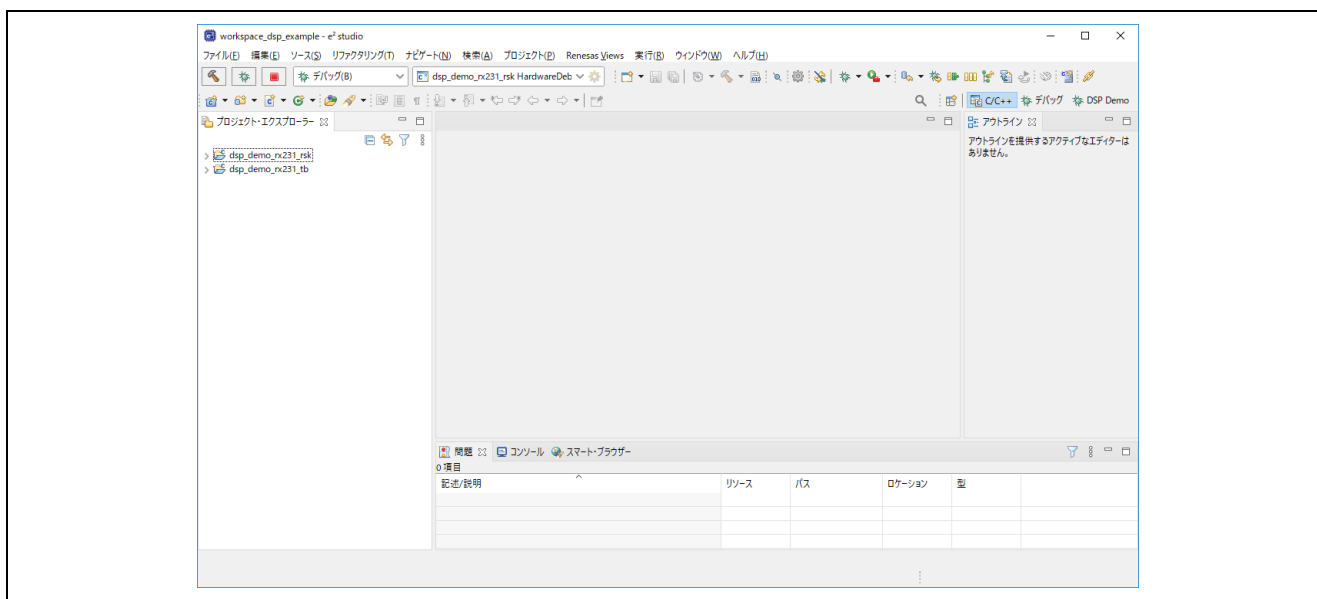 workspace_dsp_example - e² studio
ファイル(F) 編集(E) ソース(S) リファクタリング(T) ナビゲート(N) 検索(A) プロジェクト(P) Renesas Views 実行(R) ウィンドウ(W) ヘルプ(H)
デバッグ(B) dsp_demo_rx231_rsk HardwareDeb
C/C++ デバッグ DSP Demo
プロジェクト・エクスプローラー
アウトライン
アウトラインを提供するアクティブなエディターは
ありません。
dsp_demo_rx231_rsk
dsp_demo_rx231_tb
問題 コンソール スマート・ブラウザー
0 項目
記述/説明 リソース パス ロケーション 型